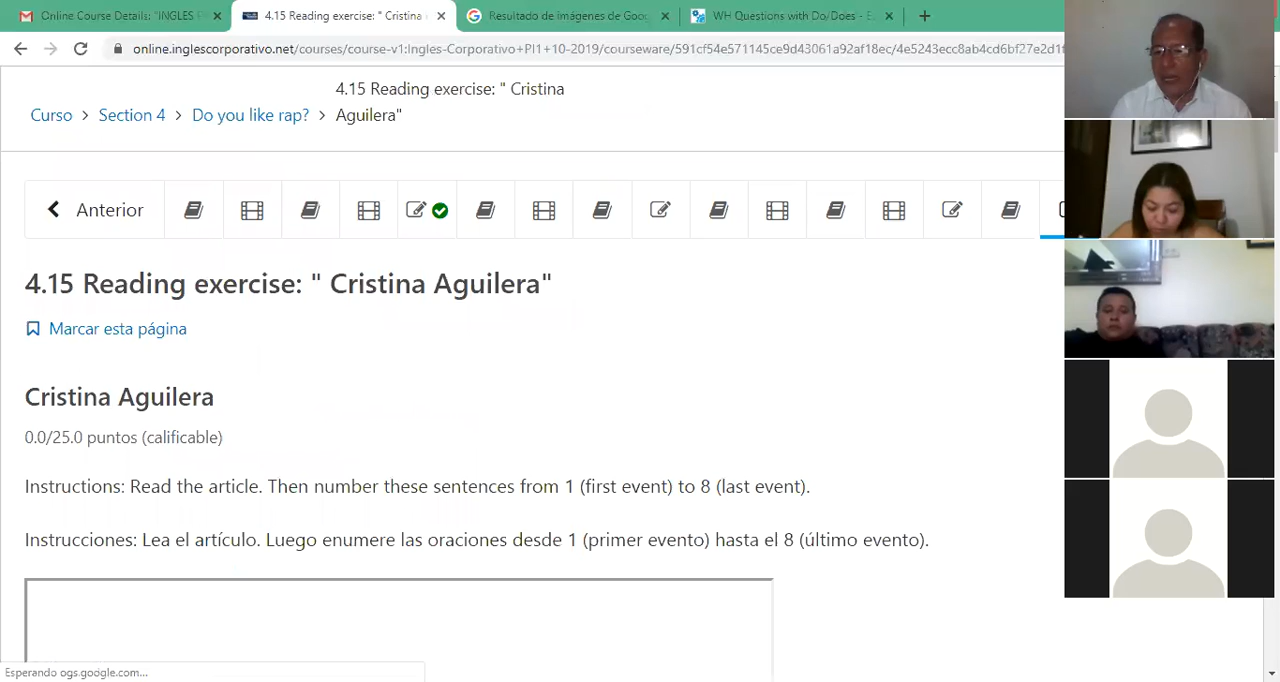 Online Course Details: "INGLES P
4.15 Reading exercise: " Cristina
Resultado de Imágenes de Goog
WH Questions with Do/Does - E
online.inglescorporativo.net/courses/course-v1:Ingles-Corporativo+PI1+10-2019/courseware/591cf54e571145ce9d43061a92af18ec/4e5243ecc8ab4cd6bf27e2d1f
Curso > Section 4 > Do you like rap? > 4.15 Reading exercise: " Cristina
Aguilera"
Anterior
4.15 Reading exercise: " Cristina Aguilera"
Marcar esta página
Cristina Aguilera
0.0/25.0 puntos (calificable)
Instructions: Read the article. Then number these sentences from 1 (first event) to 8 (last event).
Instrucciones: Lea el artículo. Luego enumere las oraciones desde 1 (primer evento) hasta el 8 (último evento).
Esperando ogs.google.com...